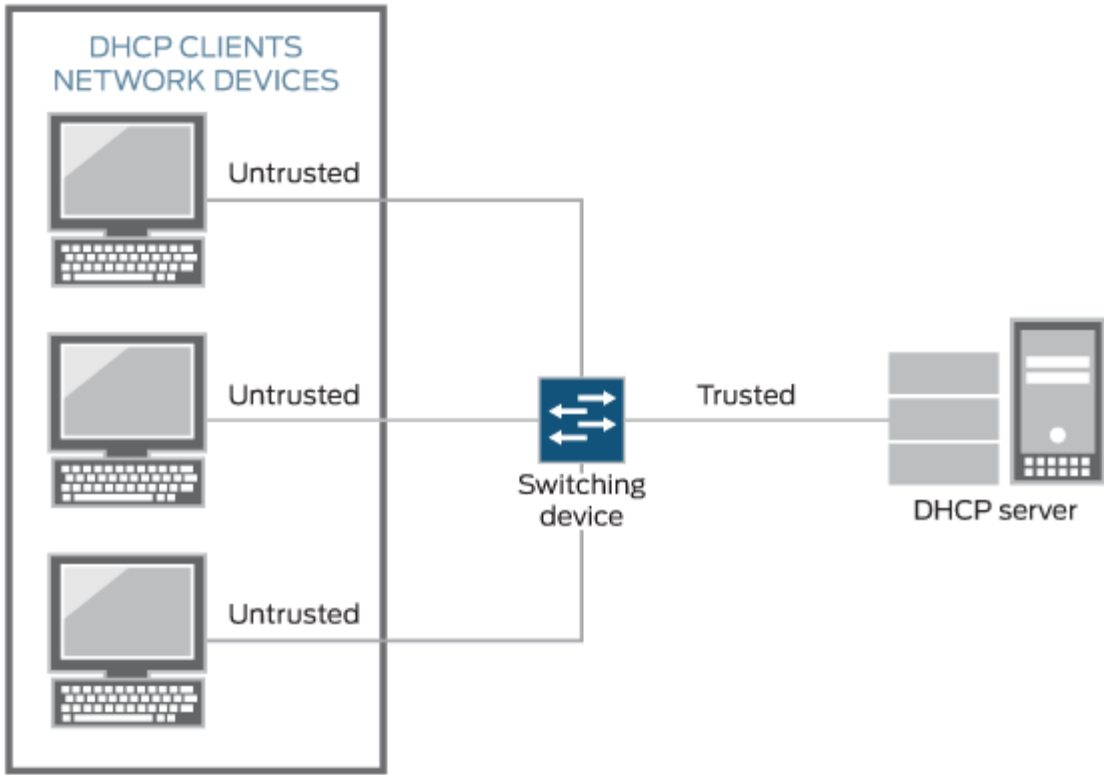 DHCP CLIENTS
NETWORK DEVICES
Untrusted
Untrusted
Trusted
Switching
device
DHCP server
Untrusted